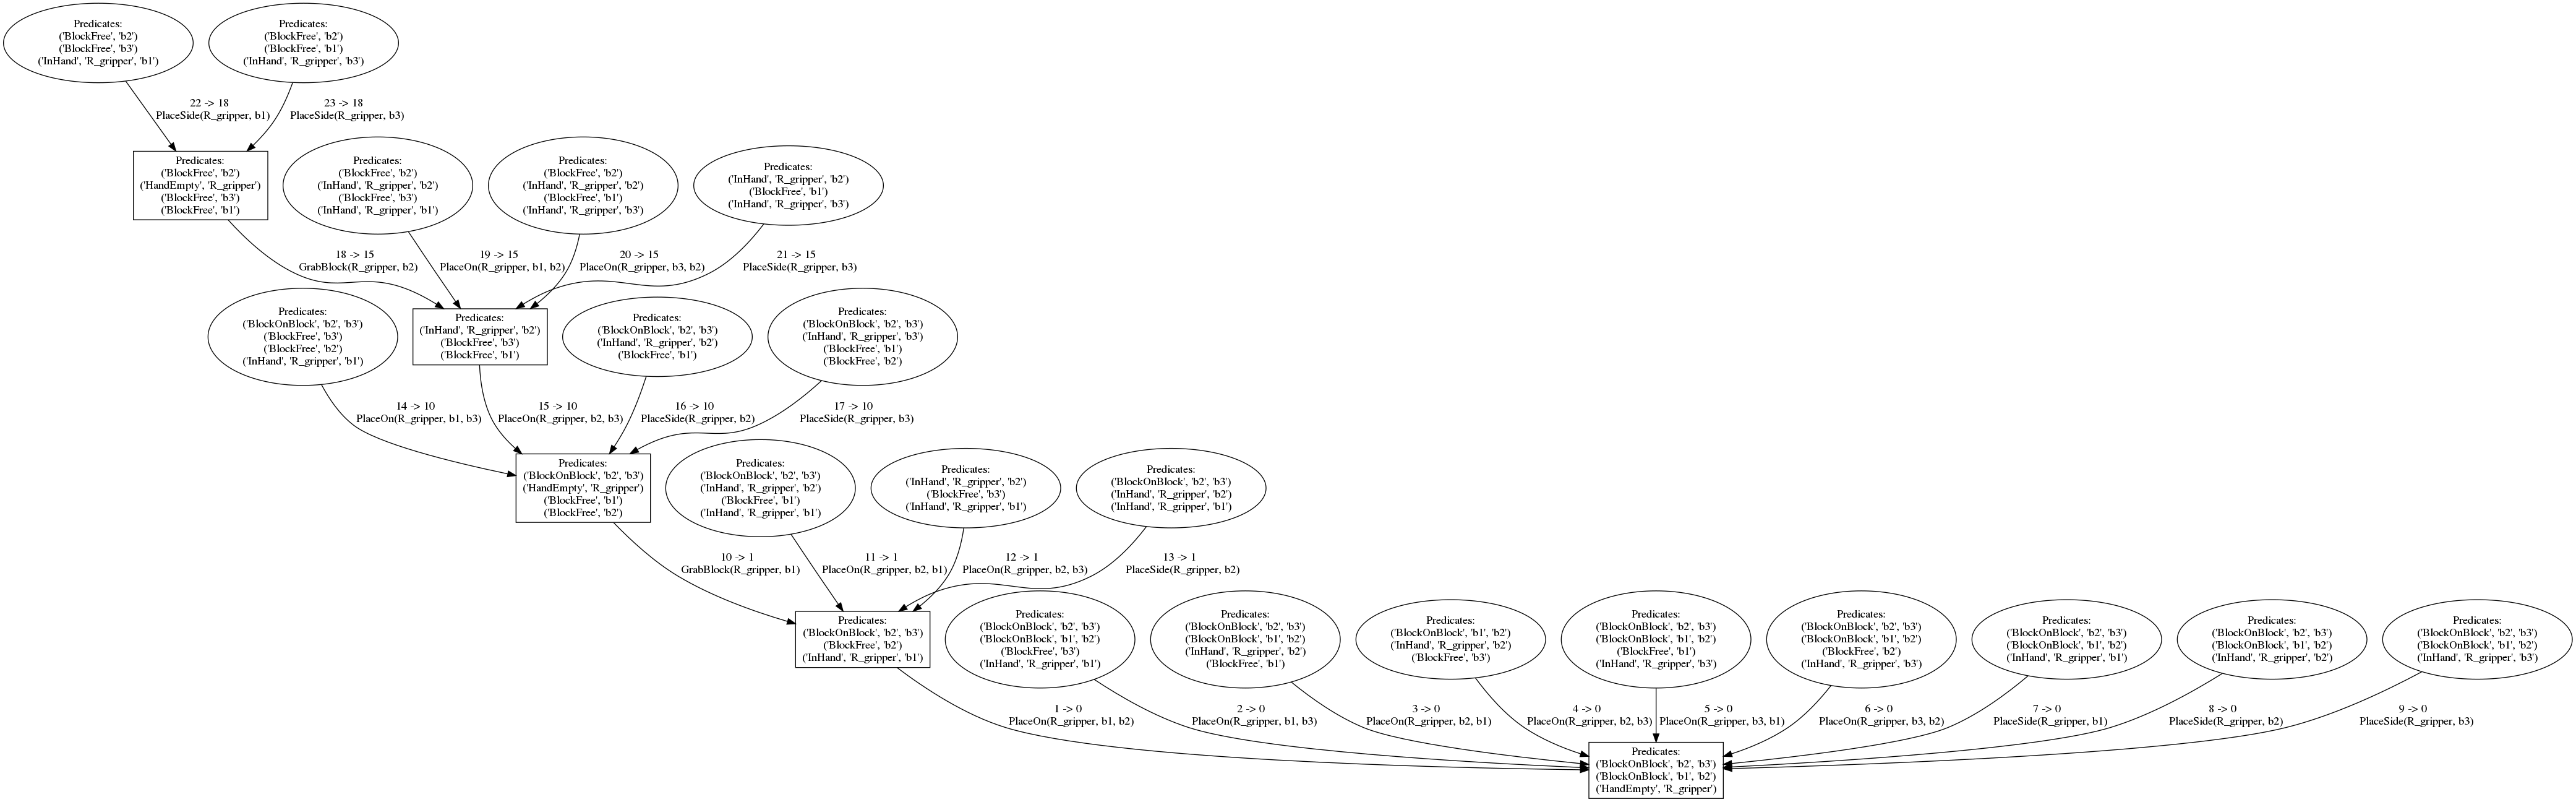 Predicates:
('BlockFree', 'b2')
('BlockFree', 'b3')
('InHand', 'R_gripper', 'b1')
Predicates:
('BlockFree', 'b2')
('BlockFree', 'b1')
('InHand', 'R_gripper', 'b3')
22 -> 18
PlaceSide(R_gripper, b1)
23 -> 18
PlaceSide(R_gripper, b3)
Predicates:
('BlockFree', 'b2')
('HandEmpty', 'R_gripper')
('BlockFree', 'b3')
('BlockFree', 'b1')
Predicates:
('BlockFree', 'b2')
('InHand', 'R_gripper', 'b2')
('BlockFree', 'b3')
('InHand', 'R_gripper', 'b1')
Predicates:
('BlockFree', 'b2')
('InHand', 'R_gripper', 'b2')
('BlockFree', 'b1')
('InHand', 'R_gripper', 'b3')
Predicates:
('InHand', 'R_gripper', 'b2')
('BlockFree', 'b1')
('InHand', 'R_gripper', 'b3')
18 -> 15
GrabBlock(R_gripper, b2)
19 -> 15
PlaceOn(R_gripper, b1, b2)
20 -> 15
PlaceOn(R_gripper, b3, b2)
21 -> 15
PlaceSide(R_gripper, b3)
Predicates:
('BlockOnBlock', 'b2', 'b3')
('BlockFree', 'b3')
('BlockFree', 'b2')
('InHand', 'R_gripper', 'b1')
Predicates:
('InHand', 'R_gripper', 'b2')
('BlockFree', 'b3')
('BlockFree', 'b1')
Predicates:
('BlockOnBlock', 'b2', 'b3')
('InHand', 'R_gripper', 'b2')
('BlockFree', 'b1')
Predicates:
('BlockOnBlock', 'b2', 'b3')
('InHand', 'R_gripper', 'b3')
('BlockFree', 'b1')
('BlockFree', 'b2')
14 -> 10
PlaceOn(R_gripper, b1, b3)
15 -> 10
PlaceOn(R_gripper, b2, b3)
16 -> 10
PlaceSide(R_gripper, b2)
17 -> 10
PlaceSide(R_gripper, b3)
Predicates:
('BlockOnBlock', 'b2', 'b3')
('HandEmpty', 'R_gripper')
('BlockFree', 'b1')
('BlockFree', 'b2')
Predicates:
('BlockOnBlock', 'b2', 'b3')
('InHand', 'R_gripper', 'b2')
('BlockFree', 'b1')
('InHand', 'R_gripper', 'b1')
Predicates:
('InHand', 'R_gripper', 'b2')
('BlockFree', 'b3')
('InHand', 'R_gripper', 'b1')
Predicates:
('BlockOnBlock', 'b2', 'b3')
('InHand', 'R_gripper', 'b2')
('InHand', 'R_gripper', 'b1')
10 -> 1
GrabBlock(R_gripper, b1)
11 -> 1
PlaceOn(R_gripper, b2, b1)
12 -> 1
PlaceOn(R_gripper, b2, b3)
13 -> 1
PlaceSide(R_gripper, b2)
Predicates:
('BlockOnBlock', 'b2', 'b3')
('BlockFree', 'b2')
('InHand', 'R_gripper', 'b1')
Predicates:
('BlockOnBlock', 'b2', 'b3')
('BlockOnBlock', 'b1', 'b2')
('BlockFree', 'b3')
('InHand', 'R_gripper', 'b1')
Predicates:
('BlockOnBlock', 'b2', 'b3')
('BlockOnBlock', 'b1', 'b2')
('InHand', 'R_gripper', 'b2')
('BlockFree', 'b1')
Predicates:
('BlockOnBlock', 'b1', 'b2')
('InHand', 'R_gripper', 'b2')
('BlockFree', 'b3')
Predicates:
('BlockOnBlock', 'b2', 'b3')
('BlockOnBlock', 'b1', 'b2')
('BlockFree', 'b1')
('InHand', 'R_gripper', 'b3')
Predicates:
('BlockOnBlock', 'b2', 'b3')
('BlockOnBlock', 'b1', 'b2')
('BlockFree', 'b2')
('InHand', 'R_gripper', 'b3')
Predicates:
('BlockOnBlock', 'b2', 'b3')
('BlockOnBlock', 'b1', 'b2')
('InHand', 'R_gripper', 'b1')
Predicates:
('BlockOnBlock', 'b2', 'b3')
('BlockOnBlock', 'b1', 'b2')
('InHand', 'R_gripper', 'b2')
Predicates:
('BlockOnBlock', 'b2', 'b3')
('BlockOnBlock', 'b1', 'b2')
('InHand', 'R_gripper', 'b3')
1 -> 0
PlaceOn(R_gripper, b1, b2)
2 -> 0
PlaceOn(R_gripper, b1, b3)
3 -> 0
PlaceOn(R_gripper, b2, b1)
4 -> 0
PlaceOn(R_gripper, b2, b3)
5 -> 0
PlaceOn(R_gripper, b3, b1)
6 -> 0
PlaceOn(R_gripper, b3, b2)
7 -> 0
PlaceSide(R_gripper, b1)
8 -> 0
PlaceSide(R_gripper, b2)
9 -> 0
PlaceSide(R_gripper, b3)
Predicates:
('BlockOnBlock', 'b2', 'b3')
('BlockOnBlock', 'b1', 'b2')
('HandEmpty', 'R_gripper')